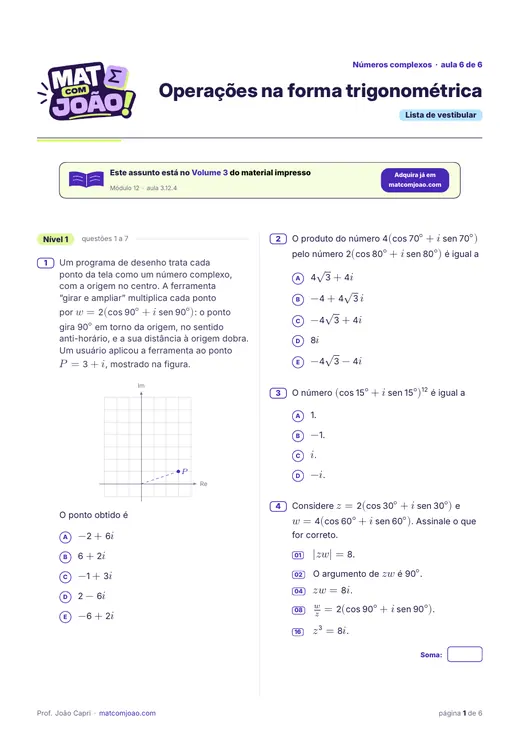 MAT Σ
COM
JOÃO!
Números complexos · aula 6 de 6
Operações na forma trigonométrica
Lista de vestibular
Este assunto está no Volume 3 do material impresso
Módulo 12 · aula 3.12.4
Adquira já em
matcomjoao.com
Nível 1 questões 1 a 7
1 Um programa de desenho trata cada
ponto da tela como um número complexo,
com a origem no centro. A ferramenta
"girar e ampliar" multiplica cada ponto
por w = 2(cos 90° + i sen 90°): o ponto
gira 90° em torno da origem, no sentido
anti-horário, e a sua distância à origem dobra.
Um usuário aplicou a ferramenta ao ponto
P = 3 + i, mostrado na figura.
Im
P
Re
O ponto obtido é
A −2 + 6i
B 6 + 2i
C −1 + 3i
D 2 − 6i
E −6 + 2i
2 O produto do número 4(cos 70° + i sen 70°)
pelo número 2(cos 80° + i sen 80°) é igual a
A 4√3 + 4i
B −4 + 4√3 i
C −4√3 + 4i
D 8i
E −4√3 − 4i
3 O número (cos 15° + i sen 15°)¹² é igual a
A 1.
B −1.
C i.
D −i.
4 Considere z = 2(cos 30° + i sen 30°) e
w = 4(cos 60° + i sen 60°). Assinale o que
for correto.
01 |zw| = 8.
02 O argumento de zw é 90°.
04 zw = 8i.
08 w/z = 2(cos 90° + i sen 90°).
16 z³ = 8i.
Soma:
Prof. João Capri · matcomjoao.com
página 1 de 6